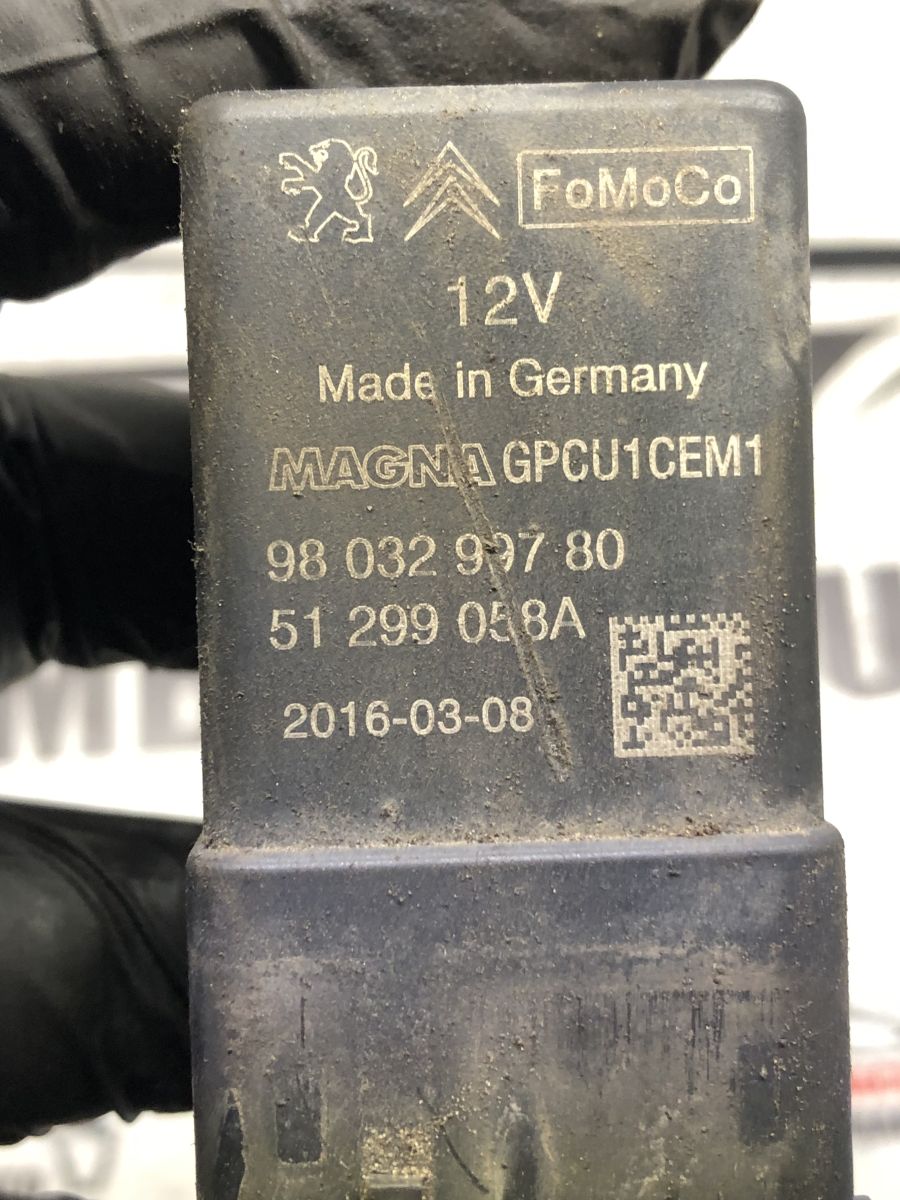 FoMoCo
12V
Made in Germany
MAGNA GPCU1CEM1
98 032 997 80
51 299 058A
2016-03-08